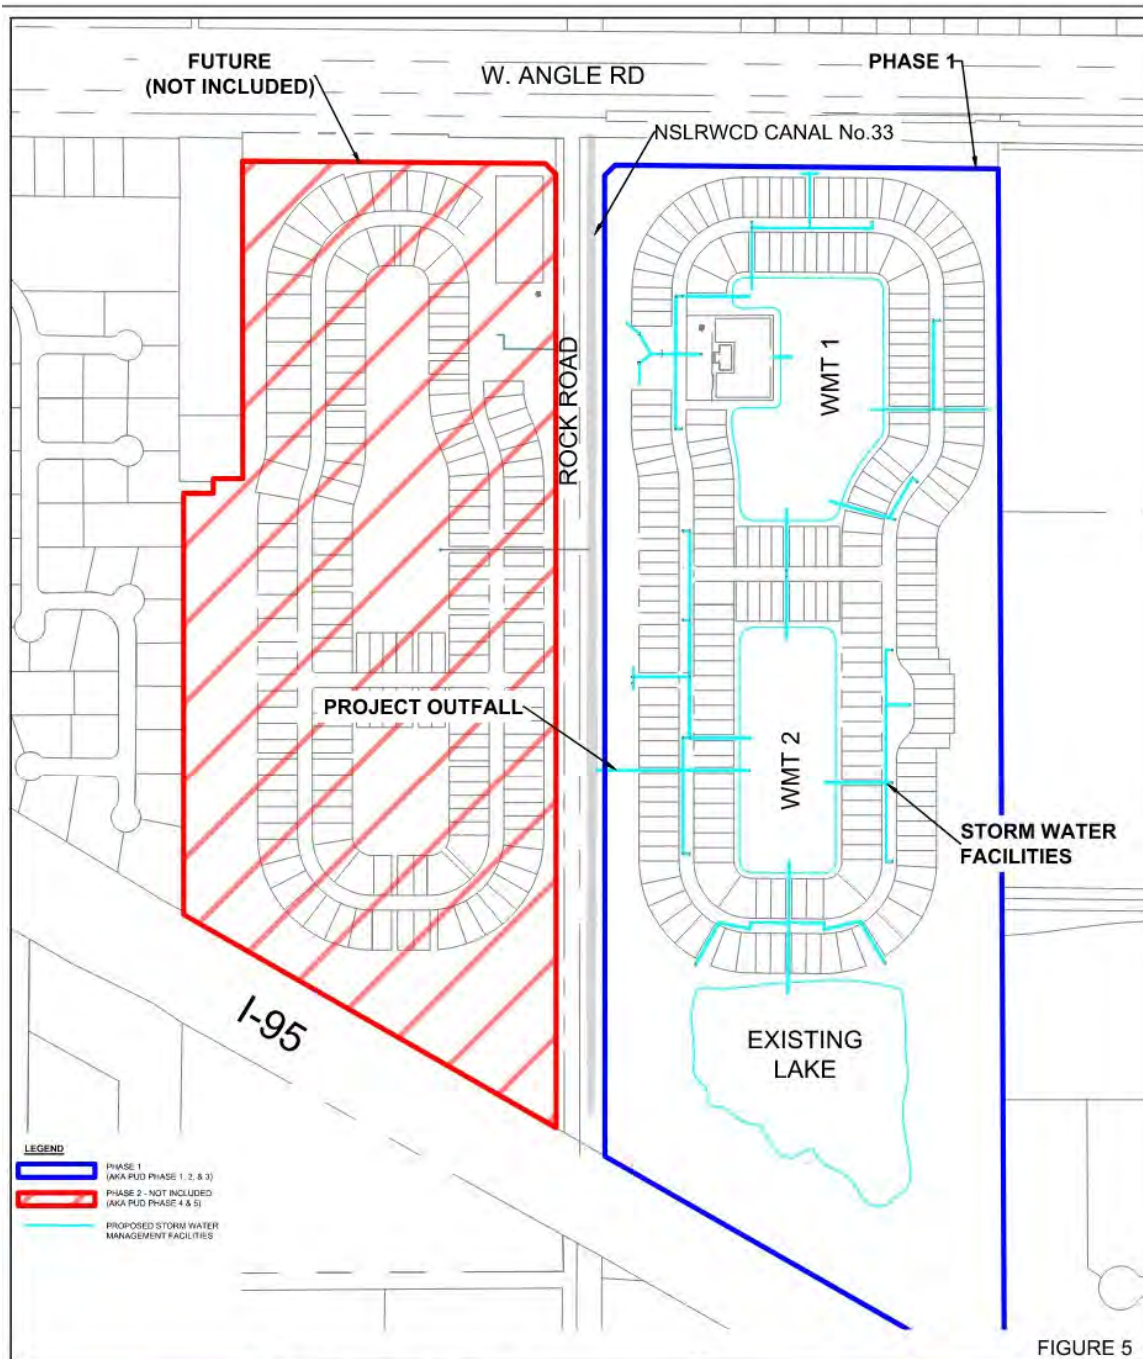 FUTURE
(NOT INCLUDED)
W. ANGLE RD
PHASE 1
NSLRWCD CANAL No.33
ROCK ROAD
WMT 1
PROJECT OUTFALL
WMT 2
STORM WATER
FACILITIES
I-95
EXISTING
LAKE
LEGEND
PHASE 1
(AKA PUD PHASE 1, 2, & 3)
PHASE 2 - NOT INCLUDED
(AKA PUD PHASE 4 & 5)
PROPOSED STORM WATER
MANAGEMENT FACILITIES
FIGURE 5